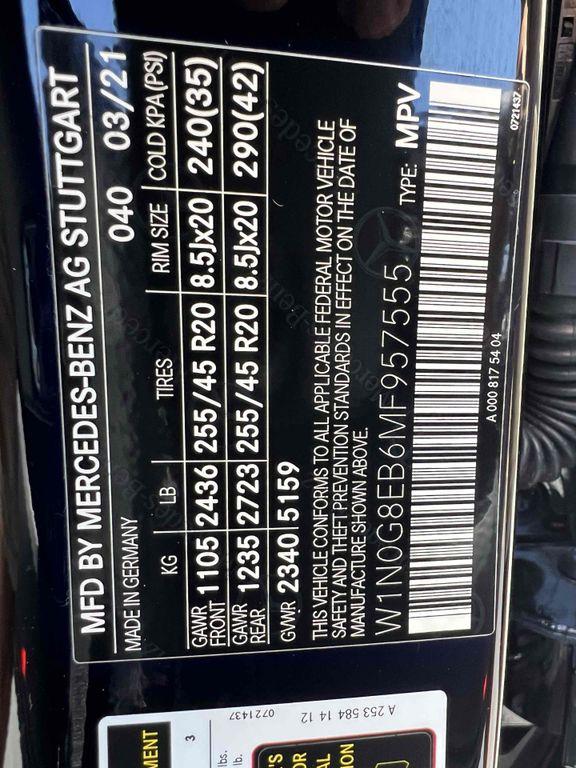 MFD BY MERCEDES-BENZ AG STUTTGART
MADE IN GERMANY 040 03/21
KG LB TIRES RIM SIZE COLD KPA (PSI)
GAWR FRONT 1105 2436 255/45 R20 8.5Jx20 240(35)
GAWR REAR 1235 2723 255/45 R20 8.5Jx20 290(42)
GWR 2340 5159
THIS VEHICLE CONFORMS TO ALL APPLICABLE FEDERAL MOTOR VEHICLE
SAFETY AND THEFT PREVENTION STANDARDS IN EFFECT ON THE DATE OF
MANUFACTURE SHOWN ABOVE.
W1N0G8EB6MF957555 TYPE: MPV
A 000 817 54 04
0721437
A 253 584 14 12
0721437
3
lbs.
lb.